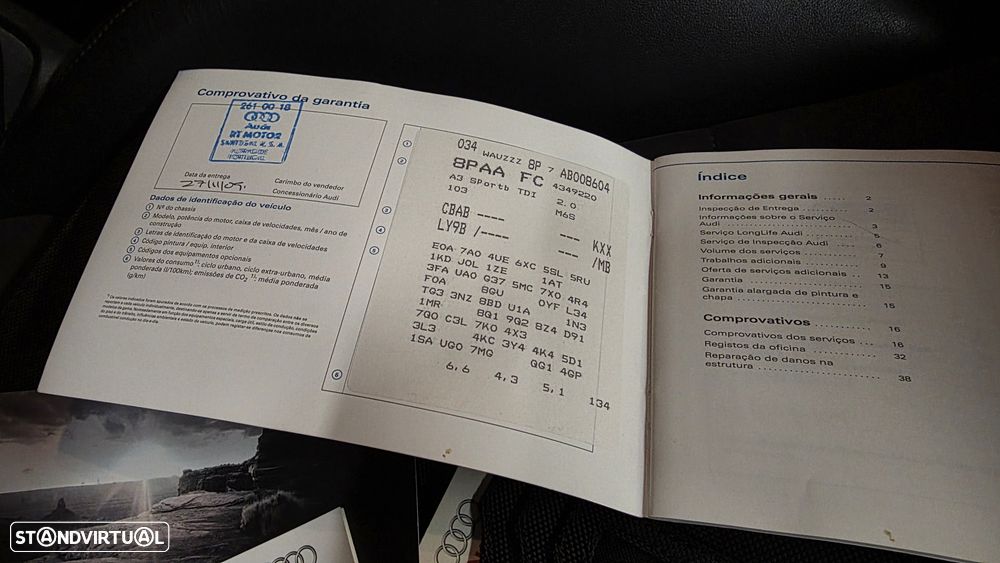 Comprovativo da garantia
261 00 18
Audi
RT MOTOR
PORTUGAL
Data da entrega
Carimbo do vendedor
Concessionário Audi
Dados de identificação do veículo
① Nº do chassis
② Modelo, potência do motor, caixa de velocidades, mês / ano de construção
③ Letras de identificação do motor e da caixa de velocidades
④ Código pintura / equip. interior
⑤ Códigos dos equipamentos opcionais
⑥ Valores do consumo ¹⁾: ciclo urbano, ciclo extra-urbano, média
ponderada (l/100km); emissões de CO₂ ¹⁾: média ponderada
(g/km)
034 WAUZZZ 8P 7 AB008604
8PAA FC 4349220
A3 SPortb TDI 2.0
103 M6S
CBAB ---- --- KXX
LY9B /---- --- /MB
EOA 7A0 4UE 6XC 5SL 5RU
1KD JOL 1ZE 1AT
3FA UA0 G37 5MC 7X0 4R4
FOA 8GU 0YF L34
TG3 3NZ 8BD U1A 1N3
1MR 8Q1 9Q2 8Z4 D91
7Q0 C3L 7K0 4X3
3L3 4KC 3Y4 4K4 5D1
1SA UGO 7MG QG1 4GP
6,6 4,3 5,1 134
Índice
Informações gerais ..... 2
Inspecção de Entrega ..... 2
Informações sobre o Serviço
Audi ..... 3
Serviço LongLife Audi ..... 5
Serviço de Inspecção Audi ..... 6
Volume dos serviços ..... 7
Trabalhos adicionais ..... 9
Oferta de serviços adicionais ..... 13
Garantia ..... 15
Garantia alargada de pintura e
chapa ..... 15
Comprovativos ..... 16
Comprovativos dos serviços ..... 16
Registos da oficina ..... 32
Reparação de danos na
estrutura ..... 38
STANDVIRTUAL